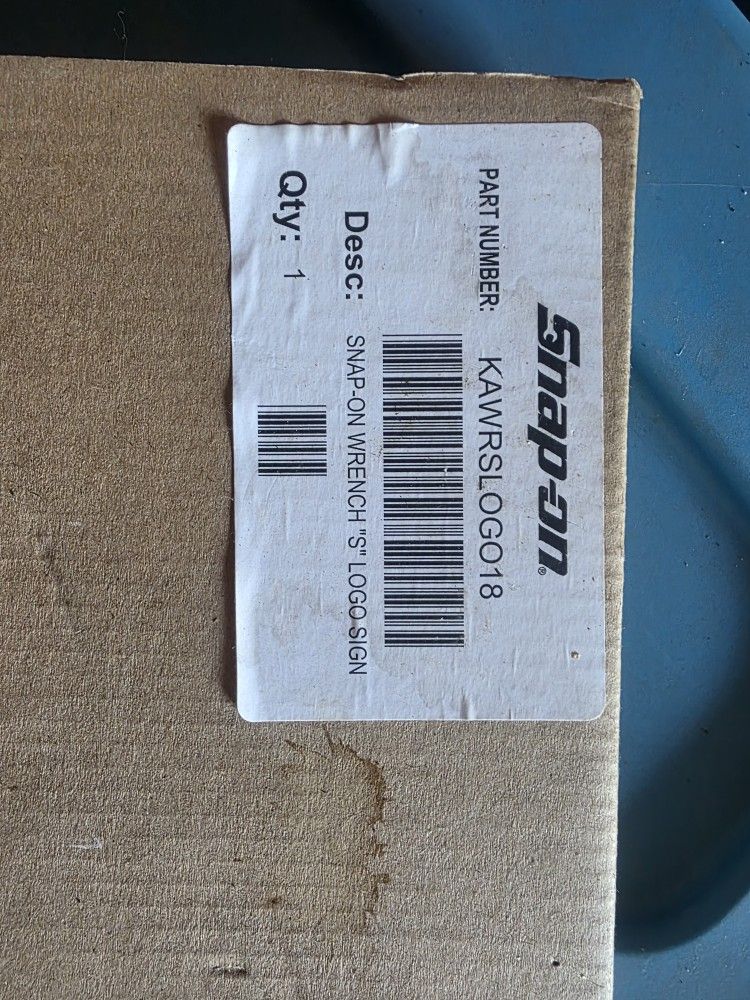 Snap-on®
PART NUMBER: KAWRSLOGO18
Desc: SNAP-ON WRENCH "S" LOGO SIGN
Qty: 1